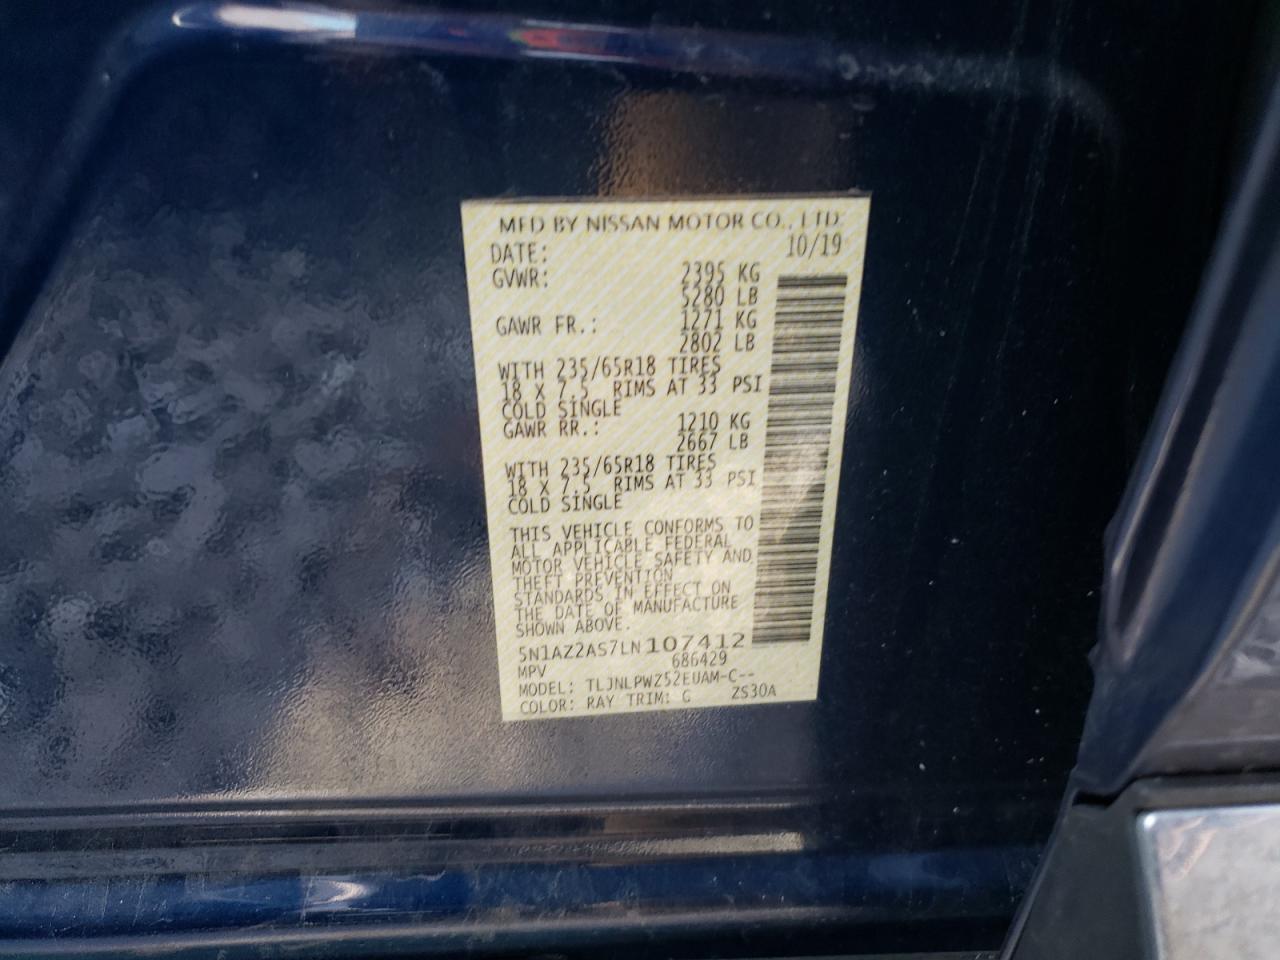 MFD BY NISSAN MOTOR CO., LTD.
DATE: 10/19
GVWR: 2395 KG
5280 LB
GAWR FR.: 1271 KG
2802 LB
WITH 235/65R18 TIRES
18 X 7.5 RIMS AT 33 PSI
COLD SINGLE
GAWR RR.: 1210 KG
2667 LB
WITH 235/65R18 TIRES
18 X 7.5 RIMS AT 33 PSI
COLD SINGLE
THIS VEHICLE CONFORMS TO
ALL APPLICABLE FEDERAL
MOTOR VEHICLE SAFETY AND
THEFT PREVENTION
STANDARDS IN EFFECT ON
THE DATE OF MANUFACTURE
SHOWN ABOVE.
5N1AZ2AS7LN107412
MPV 686429
MODEL: TLJNLPWZ52EUAM-C--
COLOR: RAY TRIM: G ZS30A